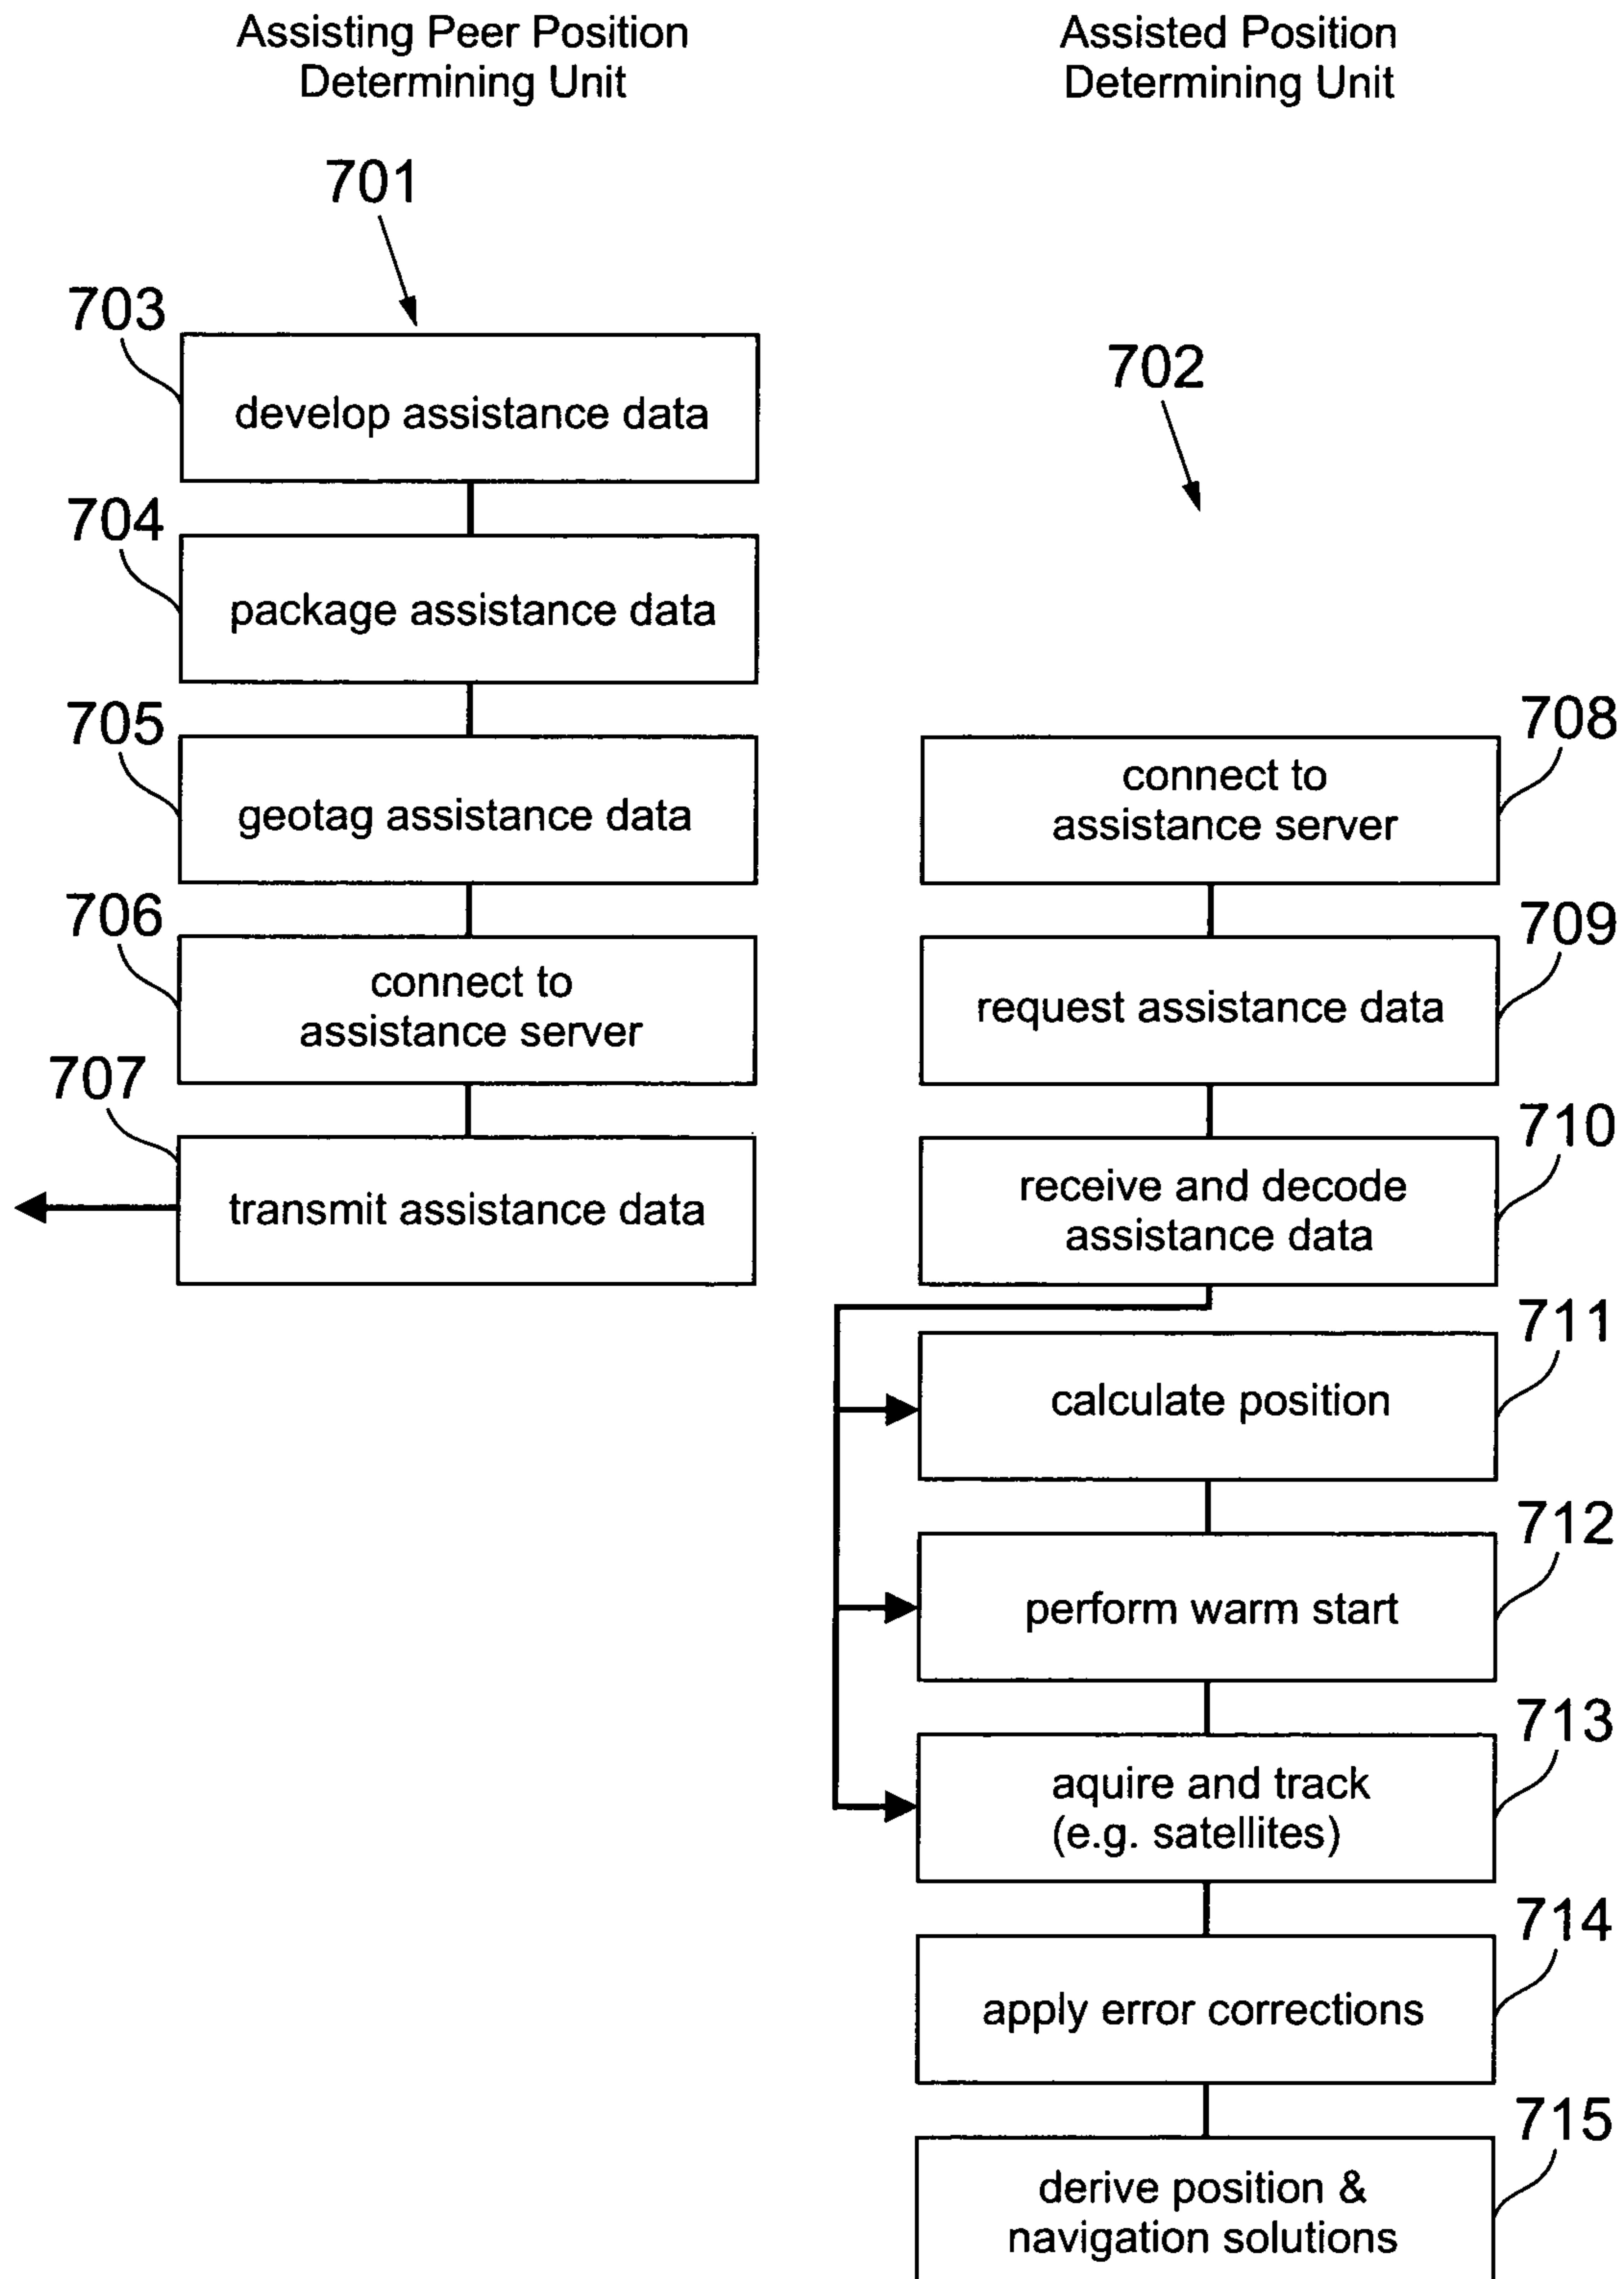 Assisting Peer Position
Determining Unit
701
703
develop assistance data
704
package assistance data
705
geotag assistance data
706
connect to
assistance server
707
transmit assistance data
Assisted Position
Determining Unit
702
708
connect to
assistance server
709
request assistance data
710
receive and decode
assistance data
711
calculate position
712
perform warm start
713
aquire and track
(e.g. satellites)
714
apply error corrections
715
derive position &
navigation solutions